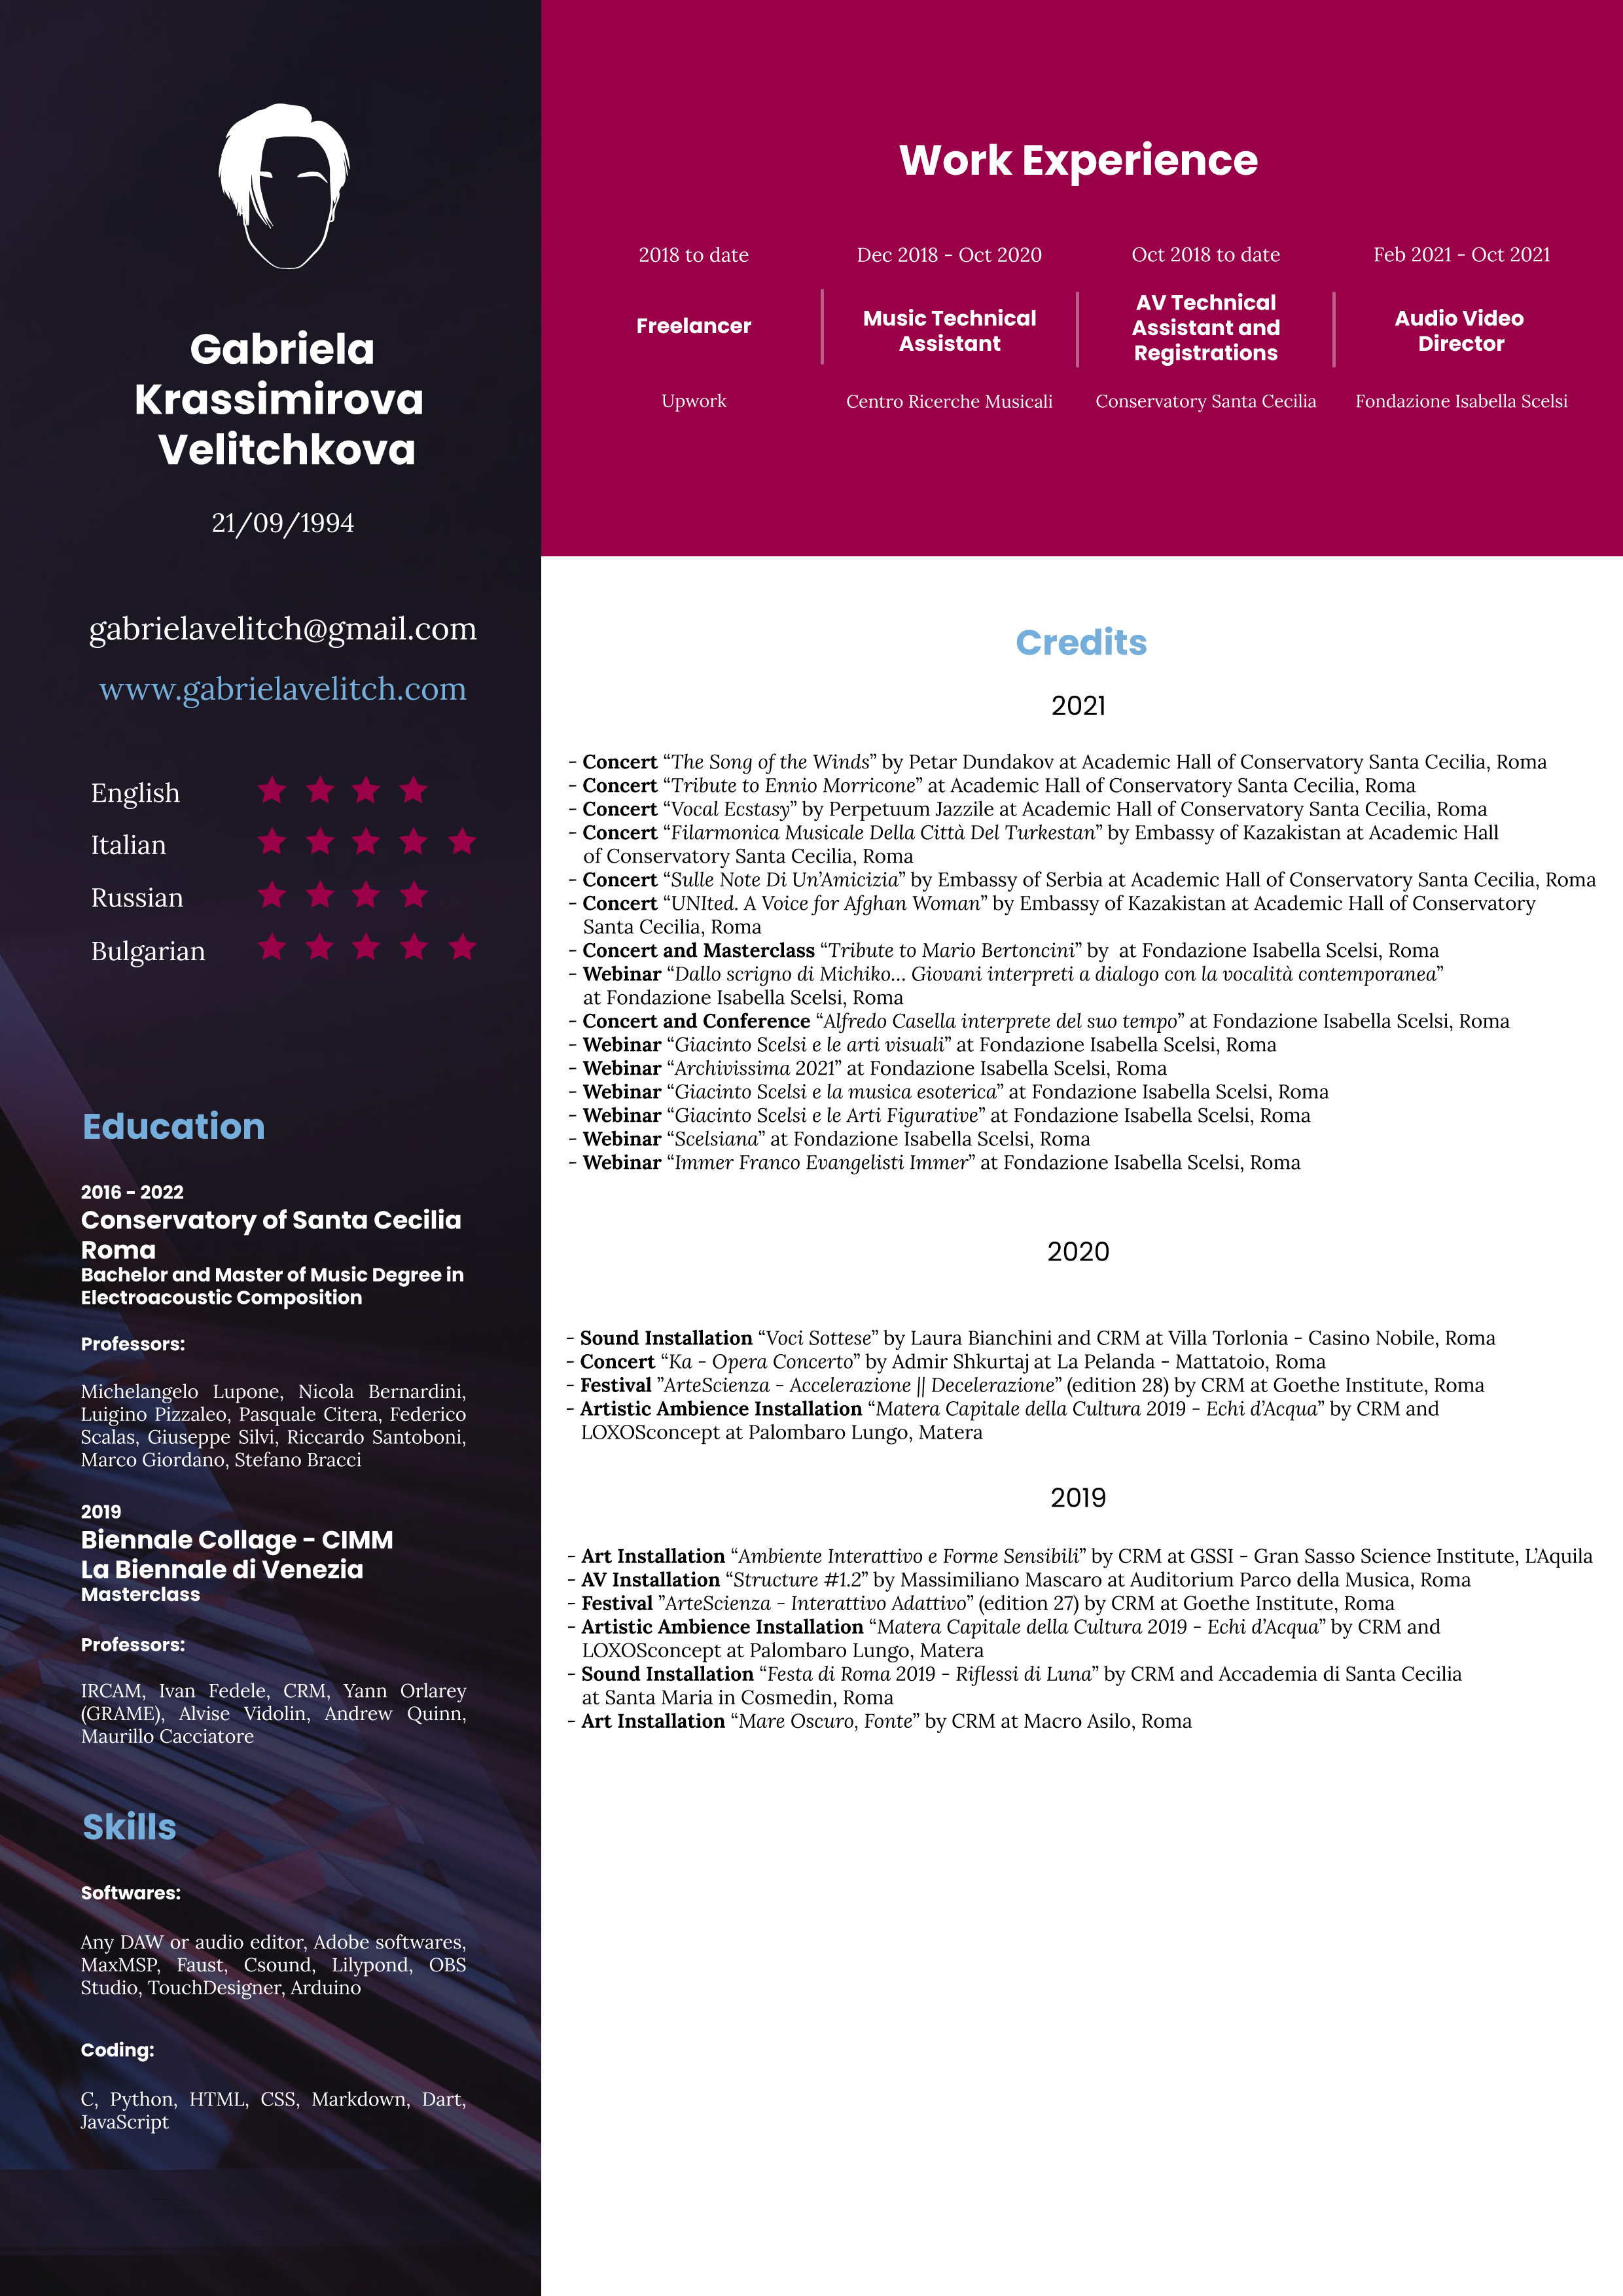 Gabriela
Krassimirova
Velitchkova
21/09/1994
gabrielavelitch@gmail.com
www.gabrielavelitch.com
English
Italian
Russian
Bulgarian
Education
2016 - 2022
Conservatory of Santa Cecilia
Roma
Bachelor and Master of Music Degree in
Electroacoustic Composition
Professors:
Michelangelo Lupone, Nicola Bernardini,
Luigino Pizzaleo, Pasquale Citera, Federico
Scalas, Giuseppe Silvi, Riccardo Santoboni,
Marco Giordano, Stefano Bracci
2019
Biennale Collage - CIMM
La Biennale di Venezia
Masterclass
Professors:
IRCAM, Ivan Fedele, CRM, Yann Orlarey
(GRAME), Alvise Vidolin, Andrew Quinn,
Maurillo Cacciatore
Skills
Softwares:
Any DAW or audio editor, Adobe softwares,
MaxMSP, Faust, Csound, Lilypond, OBS
Studio, TouchDesigner, Arduino
Coding:
C, Python, HTML, CSS, Markdown, Dart,
JavaScript
Work Experience
2018 to date
Freelancer
Upwork
Dec 2018 - Oct 2020
Music Technical
Assistant
Centro Ricerche Musicali
Oct 2018 to date
AV Technical
Assistant and
Registrations
Conservatory Santa Cecilia
Feb 2021 - Oct 2021
Audio Video
Director
Fondazione Isabella Scelsi
Credits
2021
- Concert “The Song of the Winds” by Petar Dundakov at Academic Hall of Conservatory Santa Cecilia, Roma
- Concert “Tribute to Ennio Morricone” at Academic Hall of Conservatory Santa Cecilia, Roma
- Concert “Vocal Ecstasy” by Perpetuum Jazzile at Academic Hall of Conservatory Santa Cecilia, Roma
- Concert “Filarmonica Musicale Della Città Del Turkestan” by Embassy of Kazakistan at Academic Hall
of Conservatory Santa Cecilia, Roma
- Concert “Sulle Note Di Un’Amicizia” by Embassy of Serbia at Academic Hall of Conservatory Santa Cecilia, Roma
- Concert “UNIted. A Voice for Afghan Woman” by Embassy of Kazakistan at Academic Hall of Conservatory
Santa Cecilia, Roma
- Concert and Masterclass “Tribute to Mario Bertoncini” by  at Fondazione Isabella Scelsi, Roma
- Webinar “Dallo scrigno di Michiko... Giovani interpreti a dialogo con la vocalità contemporanea”
at Fondazione Isabella Scelsi, Roma
- Concert and Conference “Alfredo Casella interprete del suo tempo” at Fondazione Isabella Scelsi, Roma
- Webinar “Giacinto Scelsi e le arti visuali” at Fondazione Isabella Scelsi, Roma
- Webinar “Archivissima 2021” at Fondazione Isabella Scelsi, Roma
- Webinar “Giacinto Scelsi e la musica esoterica” at Fondazione Isabella Scelsi, Roma
- Webinar “Giacinto Scelsi e le Arti Figurative” at Fondazione Isabella Scelsi, Roma
- Webinar “Scelsiana” at Fondazione Isabella Scelsi, Roma
- Webinar “Immer Franco Evangelisti Immer” at Fondazione Isabella Scelsi, Roma
2020
- Sound Installation “Voci Sottese” by Laura Bianchini and CRM at Villa Torlonia - Casino Nobile, Roma
- Concert “Ka - Opera Concerto” by Admir Shkurtaj at La Pelanda - Mattatoio, Roma
- Festival ”ArteScienza - Accelerazione || Decelerazione” (edition 28) by CRM at Goethe Institute, Roma
- Artistic Ambience Installation “Matera Capitale della Cultura 2019 - Echi d’Acqua” by CRM and
LOXOSconcept at Palombaro Lungo, Matera
2019
- Art Installation “Ambiente Interattivo e Forme Sensibili” by CRM at GSSI - Gran Sasso Science Institute, L’Aquila
- AV Installation “Structure #1.2” by Massimiliano Mascaro at Auditorium Parco della Musica, Roma
- Festival ”ArteScienza - Interattivo Adattivo” (edition 27) by CRM at Goethe Institute, Roma
- Artistic Ambience Installation “Matera Capitale della Cultura 2019 - Echi d’Acqua” by CRM and
LOXOSconcept at Palombaro Lungo, Matera
- Sound Installation “Festa di Roma 2019 - Riflessi di Luna” by CRM and Accademia di Santa Cecilia
at Santa Maria in Cosmedin, Roma
- Art Installation “Mare Oscuro, Fonte” by CRM at Macro Asilo, Roma